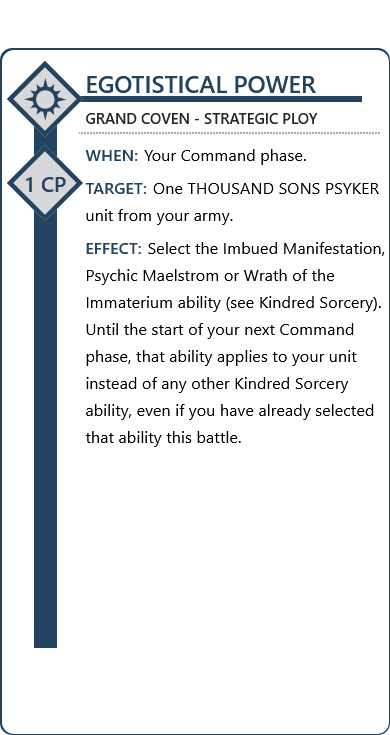 EGOTISTICAL POWER
GRAND COVEN - STRATEGIC PLOY
WHEN: Your Command phase.
1 CP
TARGET: One THOUSAND SONS PSYKER
unit from your army.
EFFECT: Select the Imbued Manifestation,
Psychic Maelstrom or Wrath of the
Immaterium ability (see Kindred Sorcery).
Until the start of your next Command
phase, that ability applies to your unit
instead of any other Kindred Sorcery
ability, even if you have already selected
that ability this battle.